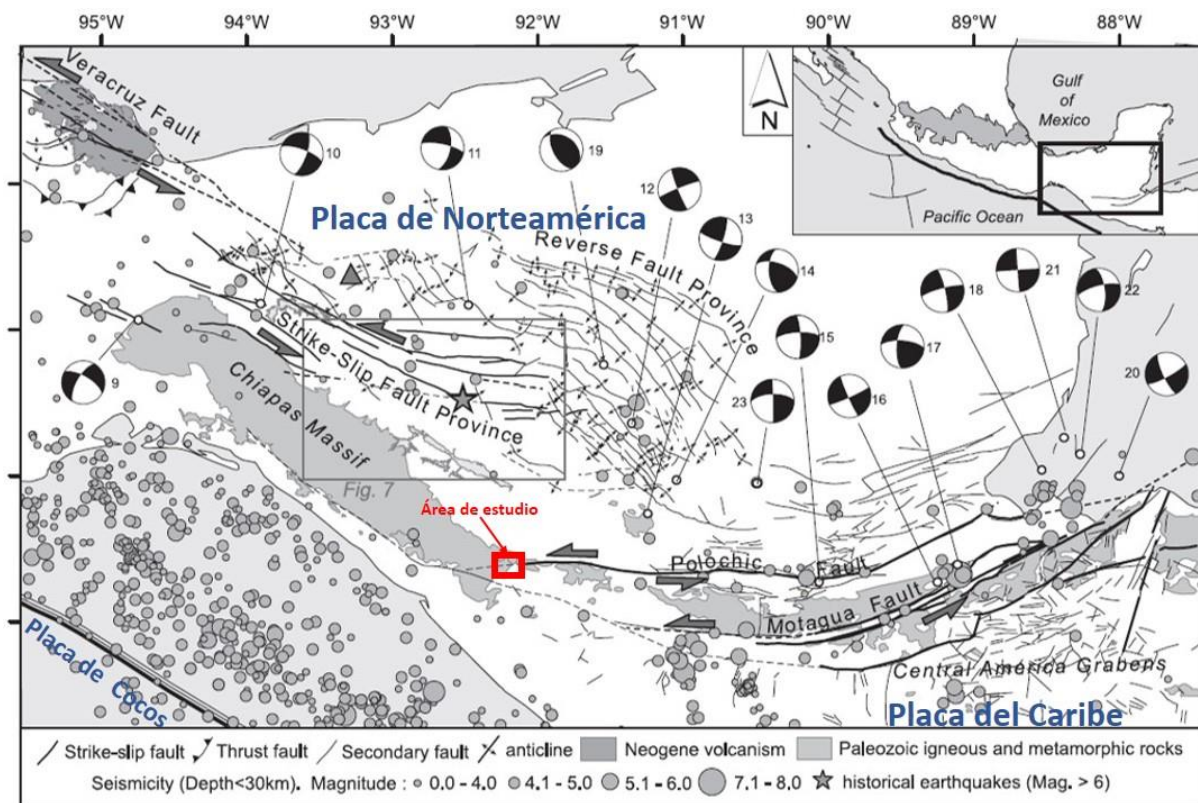 95°W 94°W 93°W 92°W 91°W 90°W 89°W 88°W
Veracruz Fault
Gulf
of
Mexico
Pacific Ocean
N
10
11
19
12
13
14
15
16
17
18
21
22
20
23
9
Placa de Norteamérica
Reverse Fault Province
Strike-Slip Fault Province
Chiapas Massif
Fig. 7
Área de estudio
Polochic Fault
Motagua Fault
Central América Grabens
Placa de Cocos
Placa del Caribe
Strike-slip fault Thrust fault Secondary fault anticline Neogene volcanism Paleozoic igneous and metamorphic rocks
Seismicity (Depth<30km). Magnitude : 0.0 - 4.0 4.1 - 5.0 5.1 - 6.0 7.1 - 8.0 historical earthquakes (Mag. > 6)